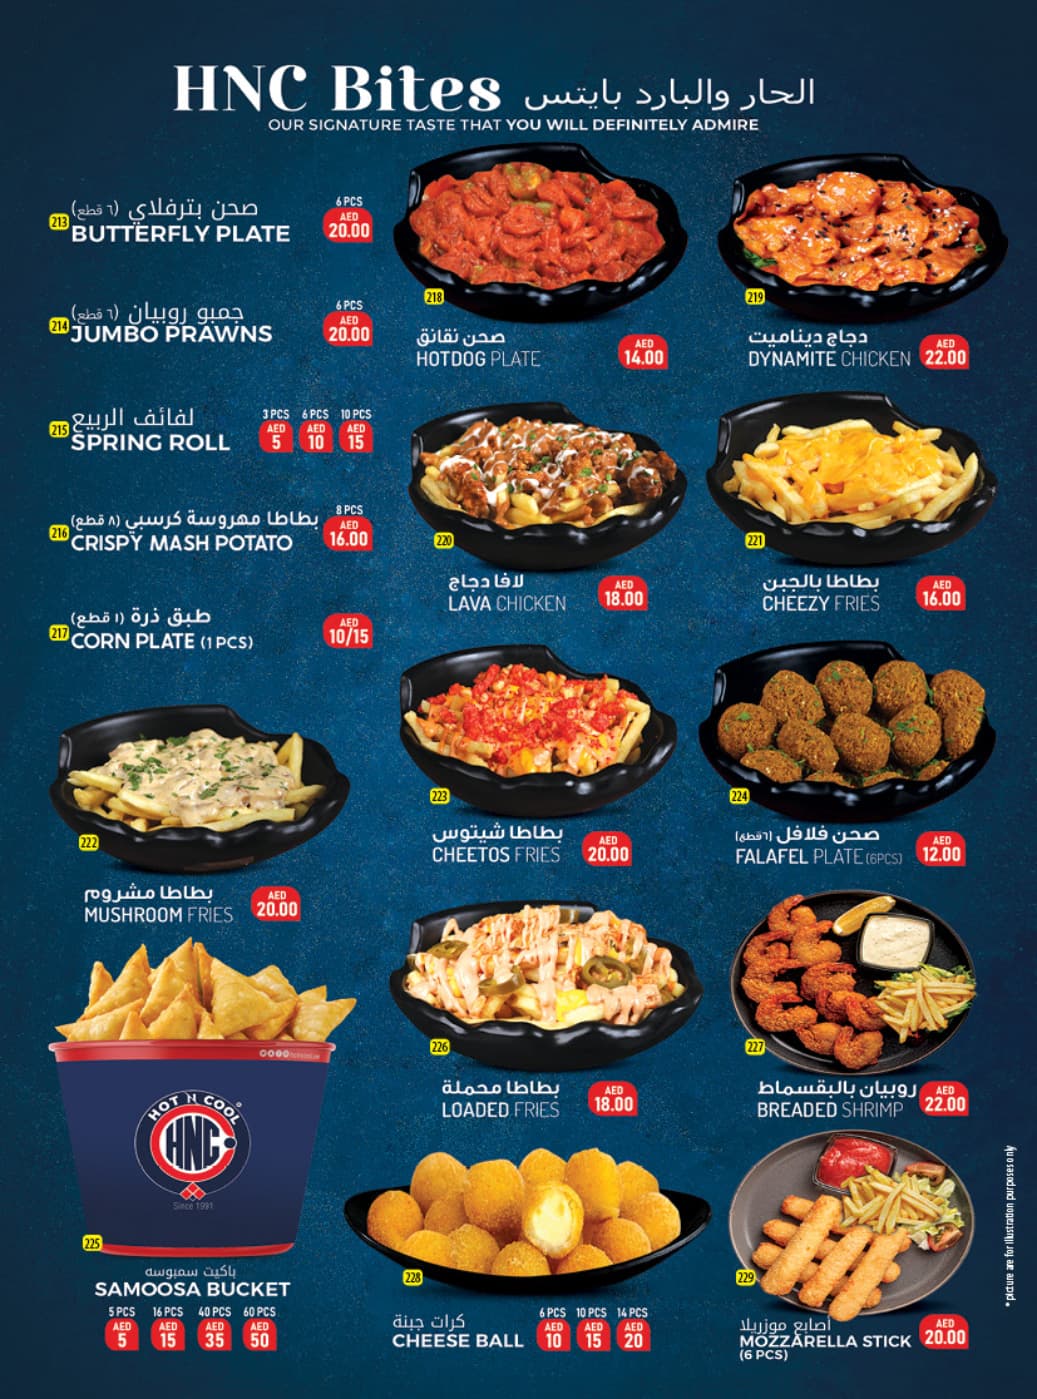 HNC Bites الحار والبارد بايتس
OUR SIGNATURE TASTE THAT YOU WILL DEFINITELY ADMIRE
213
صحن بترفلاي (٦ قطع)
BUTTERFLY PLATE
6 PCS
AED
20.00
214
جمبو روبيان (٦ قطع)
JUMBO PRAWNS
6 PCS
AED
20.00
215
لفائف الربيع
SPRING ROLL
3 PCS 6 PCS 10 PCS
AED AED AED
5 10 15
216
بطاطا مهروسة كرسبي (٨ قطع)
CRISPY MASH POTATO
8 PCS
AED
16.00
217
طبق ذرة (١ قطع)
CORN PLATE (1 PCS)
AED
10/15
218
صحن نقانق
HOTDOG PLATE
AED
14.00
219
دجاج ديناميت
DYNAMITE CHICKEN
AED
22.00
220
لافا دجاج
LAVA CHICKEN
AED
18.00
221
بطاطا بالجبن
CHEEZY FRIES
AED
16.00
222
بطاطا مشروم
MUSHROOM FRIES
AED
20.00
223
بطاطا شيتوس
CHEETOS FRIES
AED
20.00
224
صحن فلافل (٦ قطع)
FALAFEL PLATE (6PCS)
AED
12.00
HOT N COOL
HNC
Since 1991
225
باكيت سمبوسه
SAMOOSA BUCKET
5 PCS 16 PCS 40 PCS 60 PCS
AED AED AED AED
5 15 35 50
226
بطاطا محملة
LOADED FRIES
AED
18.00
227
روبيان بالبقسماط
BREADED SHRIMP
AED
22.00
228
كرات جبنة
CHEESE BALL
6 PCS 10 PCS 14 PCS
AED AED AED
10 15 20
229
أصابع موزريلا
MOZZARELLA STICK
(6 PCS)
AED
20.00
* picture are for illustration purposes only